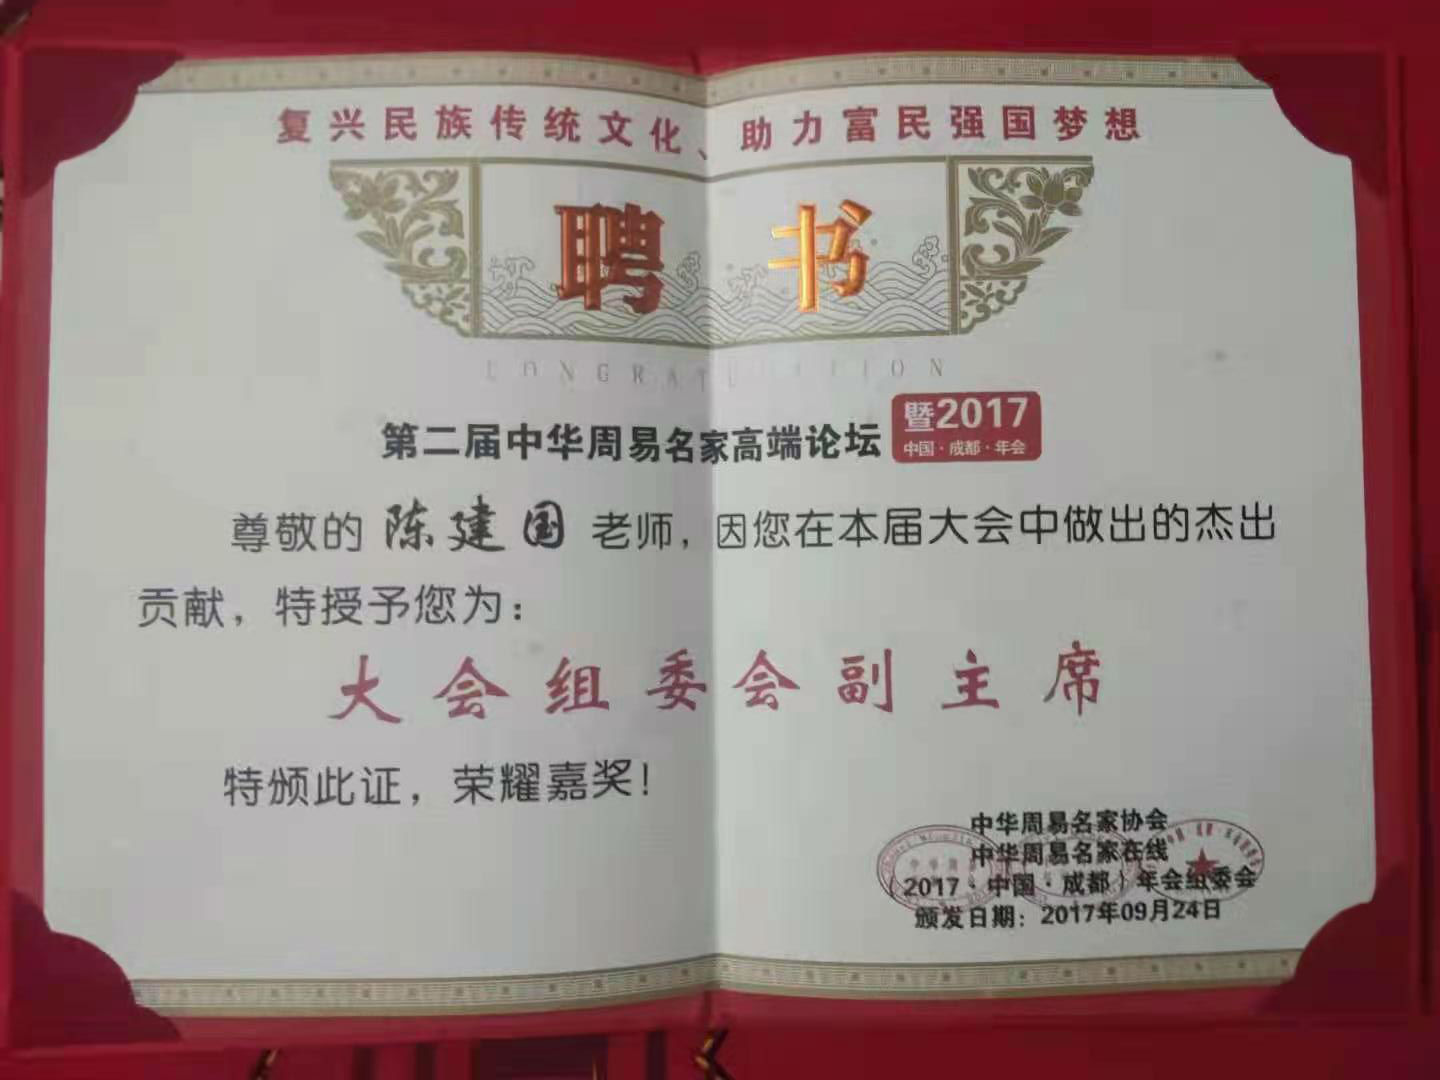 复兴民族传统文化、助力富民强国梦想
聘书
CONGRATULATION
第二届中华周易名家高端论坛 暨2017
中国·成都·年会
尊敬的 陈建国 老师，因您在本届大会中做出的杰出
贡献，特授予您为：
大会组委会副主席
特颁此证，荣耀嘉奖！
中华周易名家协会
中华周易名家在线
（2017·中国·成都）年会组委会
颁发日期：2017年09月24日